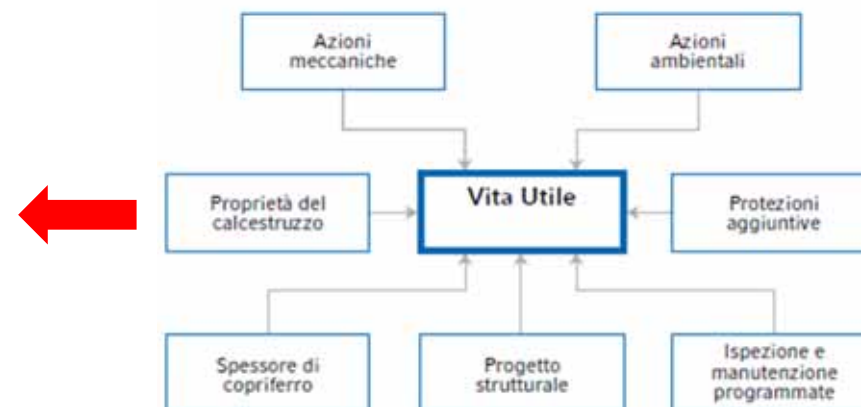 Azioni
meccaniche
Azioni
ambientali
Proprietà del
calcestruzzo
Vita Utile
Protezioni
aggiuntive
Spessore di
copriferro
Progetto
strutturale
Ispezione e
manutenzione
programmate